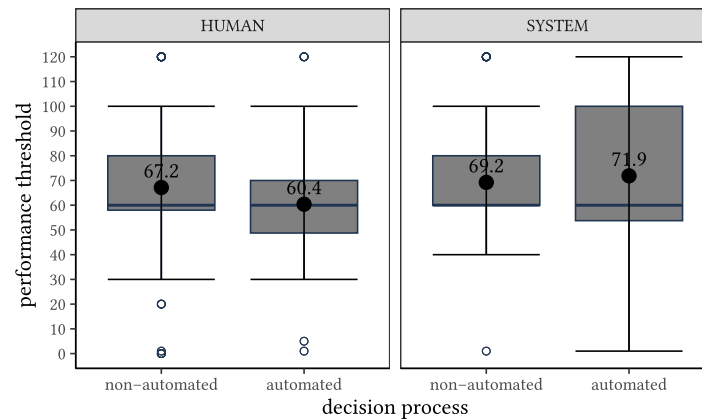 HUMAN
SYSTEM
performance threshold
120
110
100
90
80
70
60
50
40
30
20
10
0
67.2
60.4
69.2
71.9
non−automated
automated
non−automated
automated
decision process